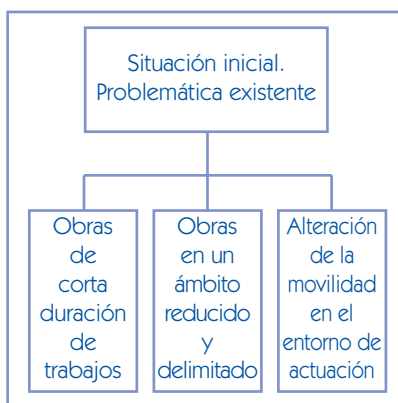 Situación inicial.
Problemática existente
Obras
de
corta
duración
de
trabajos
Obras
en un
ámbito
reducido
y
delimitado
Alteración
de la
movilidad
en el
entorno de
actuación